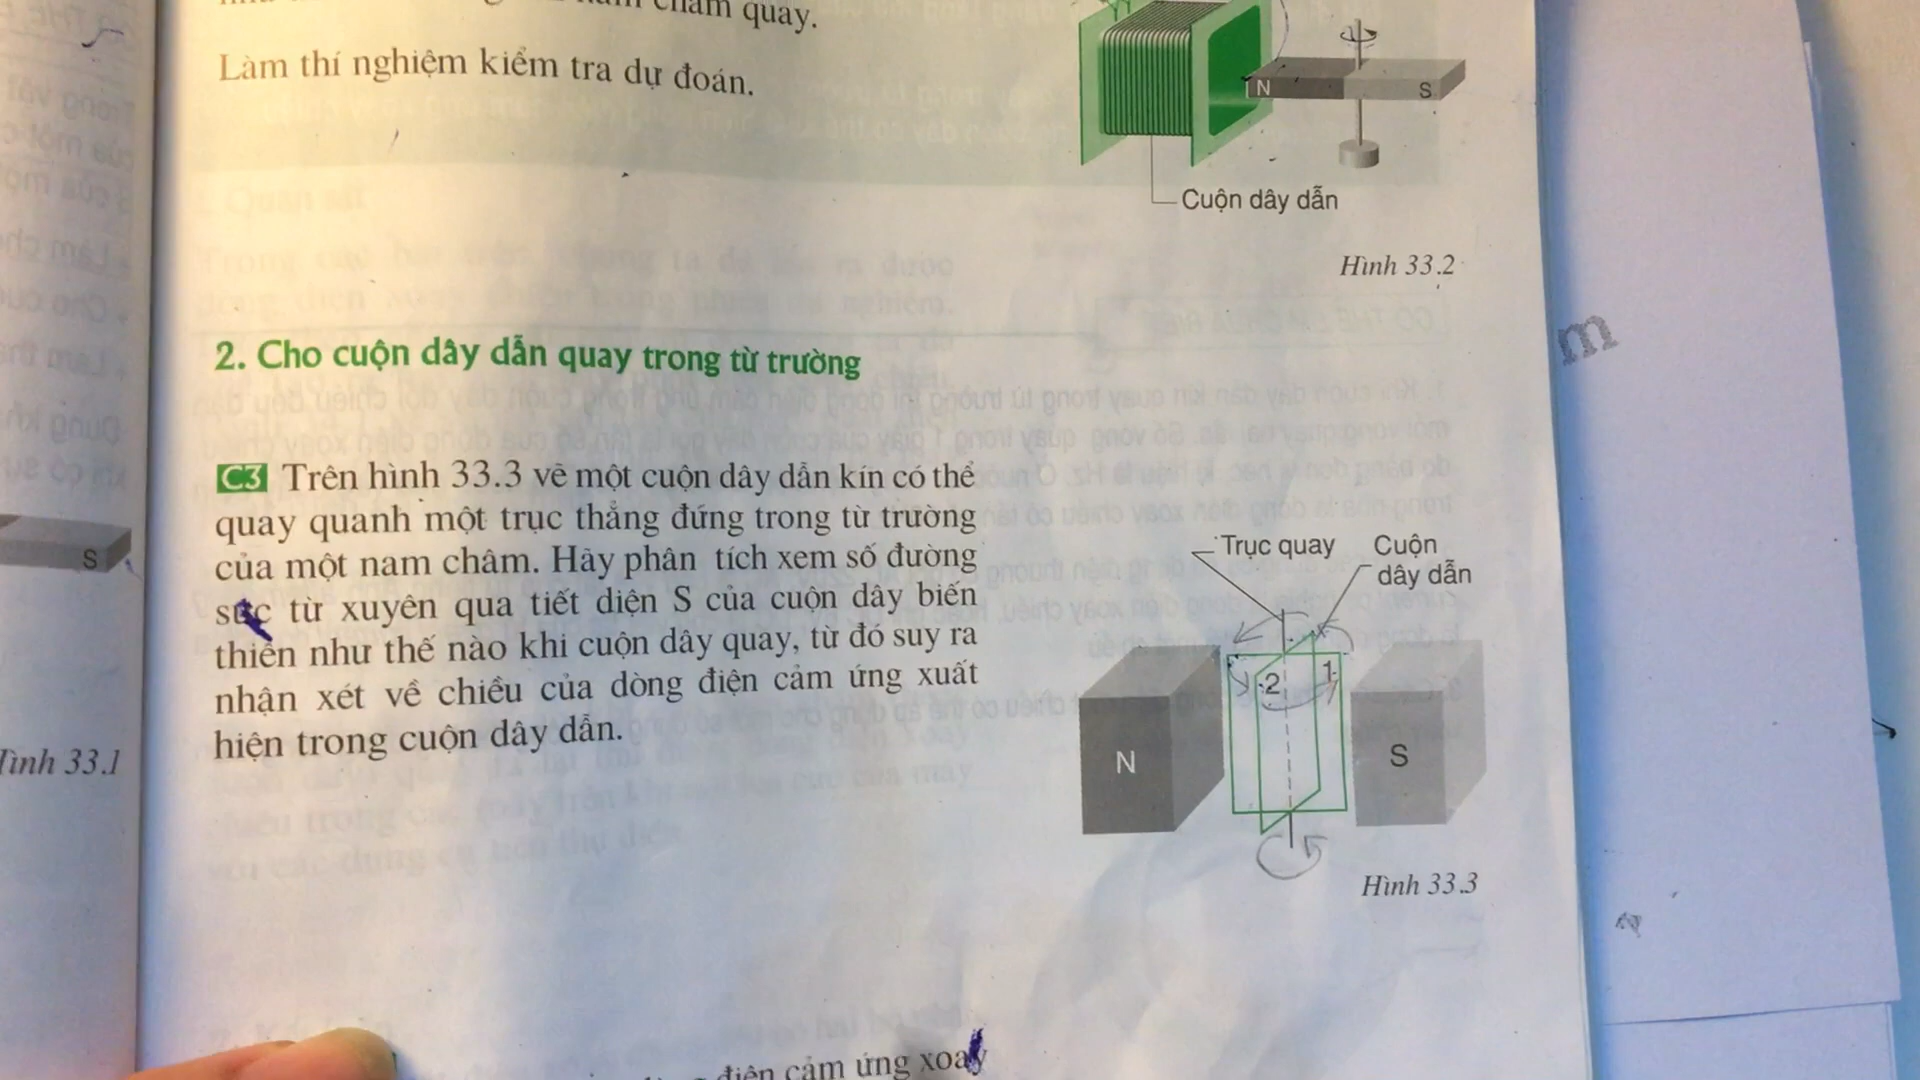 châm quay.
Làm thí nghiệm kiểm tra dự đoán.
N
S
Cuộn dây dẫn
Hình 33.2
2. Cho cuộn dây dẫn quay trong từ trường
C3 Trên hình 33.3 vẽ một cuộn dây dẫn kín có thể
quay quanh một trục thẳng đứng trong từ trường
của một nam châm. Hãy phân tích xem số đường
sức từ xuyên qua tiết diện S của cuộn dây biến
thiên như thế nào khi cuộn dây quay, từ đó suy ra
nhận xét về chiều của dòng điện cảm ứng xuất
hiện trong cuộn dây dẫn.
Trục quay
Cuộn
dây dẫn
2
1
N
S
Hình 33.3
điện cảm ứng xoay
S
Hình 33.1
m